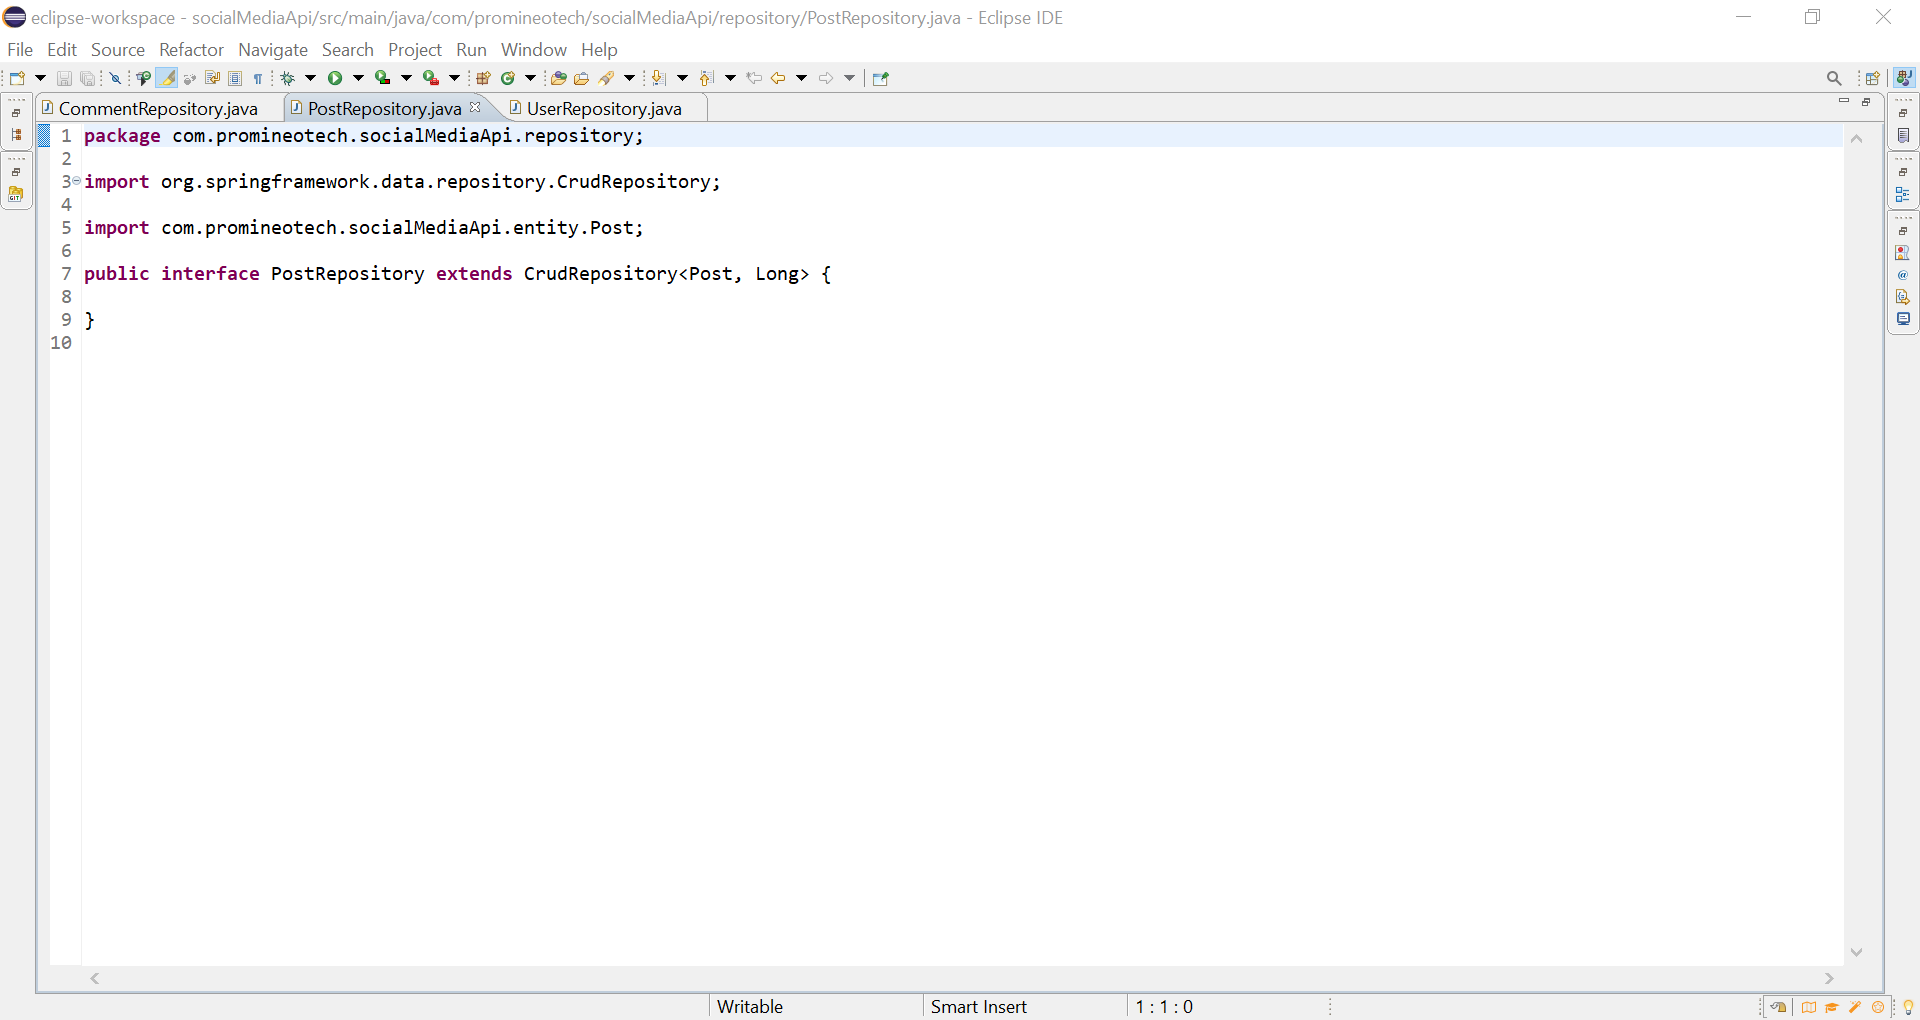 eclipse-workspace - socialMediaApi/src/main/java/com/promineotech/socialMediaApi/repository/PostRepository.java - Eclipse IDE
File Edit Source Refactor Navigate Search Project Run Window Help
CommentRepository.java PostRepository.java UserRepository.java
1 package com.promineotech.socialMediaApi.repository;
2
3 import org.springframework.data.repository.CrudRepository;
4
5 import com.promineotech.socialMediaApi.entity.Post;
6
7 public interface PostRepository extends CrudRepository<Post, Long> {
8
9 }
10
Writable Smart Insert 1 : 1 : 0